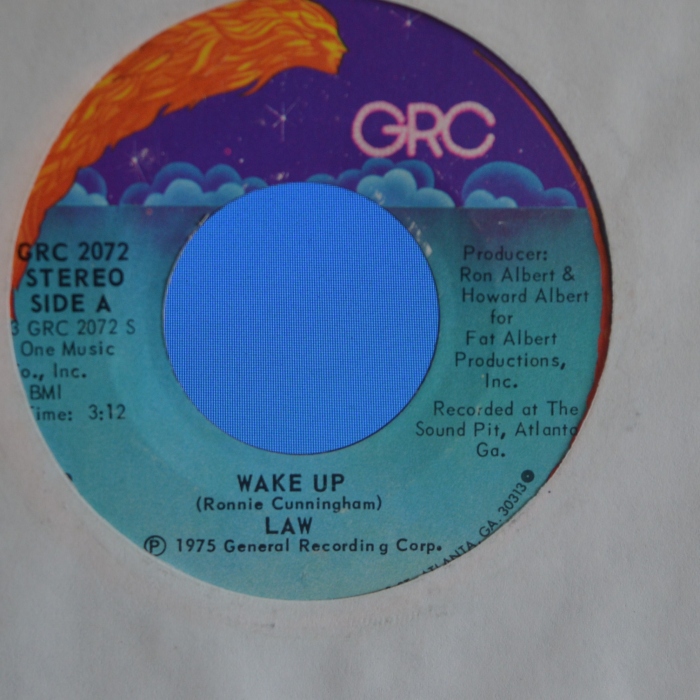 GRC
GRC 2072
STEREO
SIDE A
3 GRC 2072 S
One Music
o., Inc.
BMI
Time: 3:12
Producer:
Ron Albert &
Howard Albert
for
Fat Albert
Productions,
Inc.
Recorded at The
Sound Pit, Atlanta
Ga.
WAKE UP
(Ronnie Cunningham)
LAW
Ⓟ 1975 General Recording Corp.
ATLANTA, GA. 30313